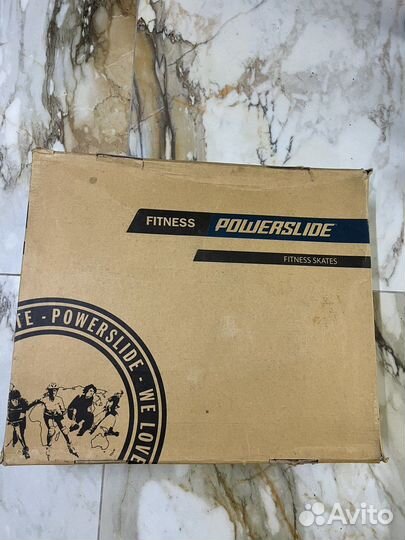 FITNESS POWERSLIDE
FITNESS SKATES
TE - POWERSLIDE - WE LOVE
Avito